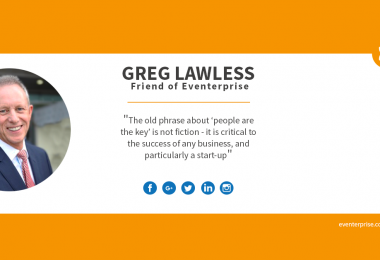 GREG LAWLESS
Friend of Eventerprise
"The old phrase about 'people are
the key' is not fiction - it is critical to
the success of any business, and
particularly a start-up"
eventerprise.co